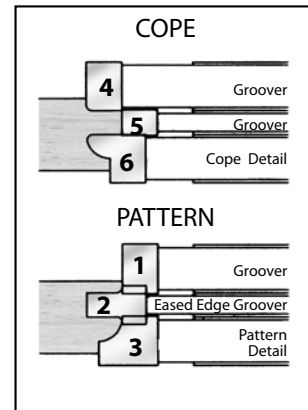 COPE
4 Groover
5 Groover
6 Cope Detail
PATTERN
1 Groover
2 Eased Edge Groover
3 Pattern
Detail